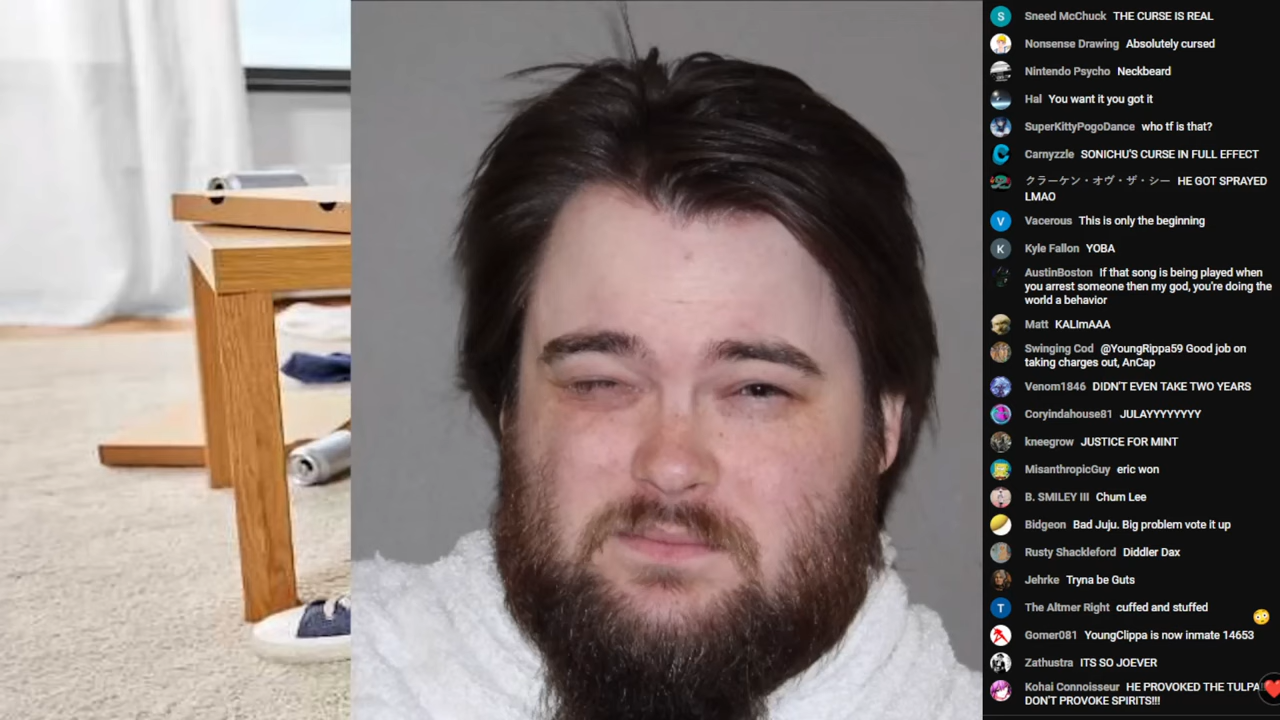 Sneed McChuck THE CURSE IS REAL
Nonsense Drawing Absolutely cursed
Nintendo Psycho Neckbeard
Hal You want it you got it
SuperKittyPogoDance who tf is that?
Carnyzzle SONICHU'S CURSE IN FULL EFFECT
クラーケン・オヴ・ザ・シー HE GOT SPRAYED
LMAO
Vacerous This is only the beginning
Kyle Fallon YOBA
AustinBoston If that song is being played when
you arrest someone then my god, you're doing the
world a behavior
Matt KALImAAA
Swinging Cod @YoungRippa59 Good job on
taking charges out, AnCap
Venom1846 DIDN'T EVEN TAKE TWO YEARS
Coryindahouse81 JULAYYYYYYYY
kneegrow JUSTICE FOR MINT
MisanthropicGuy eric won
B. SMILEY III Chum Lee
Bidgeon Bad Juju. Big problem vote it up
Rusty Shackleford Diddler Dax
Jehrke Tryna be Guts
The Altmer Right cuffed and stuffed
Gomer081 YoungClippa is now inmate 14653
Zathustra ITS SO JOEVER
Kohai Connoisseur HE PROVOKED THE TULPA
DON'T PROVOKE SPIRITS!!!